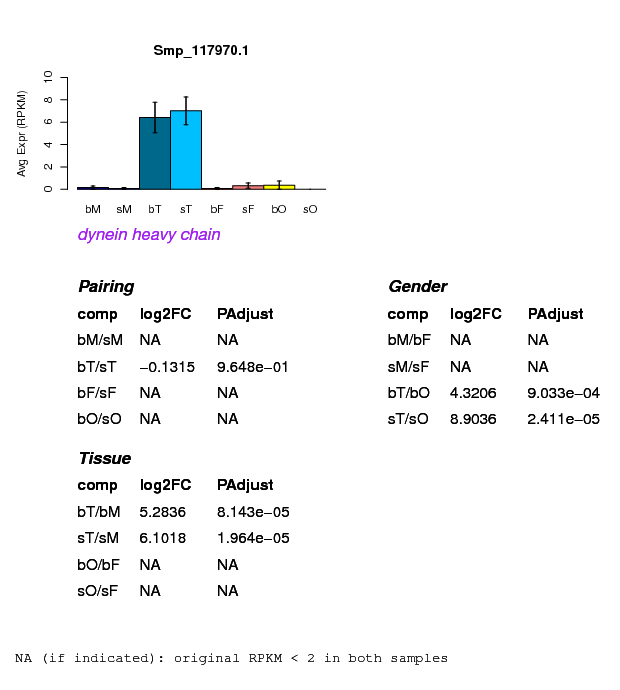 Smp_117970.1
Avg Expr (RPKM)
10
8
6
4
2
0
bM sM bT sT bF sF bO sO
dynein heavy chain
Pairing
comp log2FC PAdjust
bM/sM NA NA
bT/sT −0.1315 9.648e−01
bF/sF NA NA
bO/sO NA NA
Gender
comp log2FC PAdjust
bM/bF NA NA
sM/sF NA NA
bT/bO 4.3206 9.033e−04
sT/sO 8.9036 2.411e−05
Tissue
comp log2FC PAdjust
bT/bM 5.2836 8.143e−05
sT/sM 6.1018 1.964e−05
bO/bF NA NA
sO/sF NA NA
NA (if indicated): original RPKM < 2 in both samples